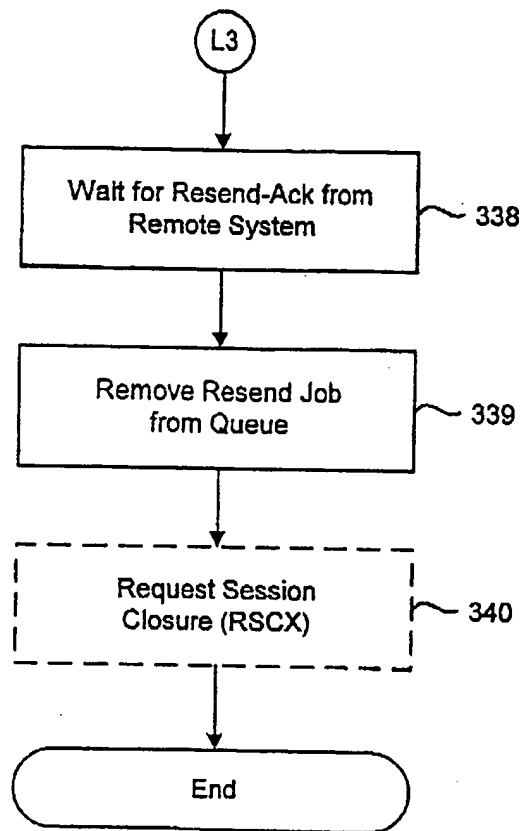 L3
Wait for Resend-Ack from
Remote System
338
Remove Resend Job
from Queue
339
Request Session
Closure (RSCX)
340
End